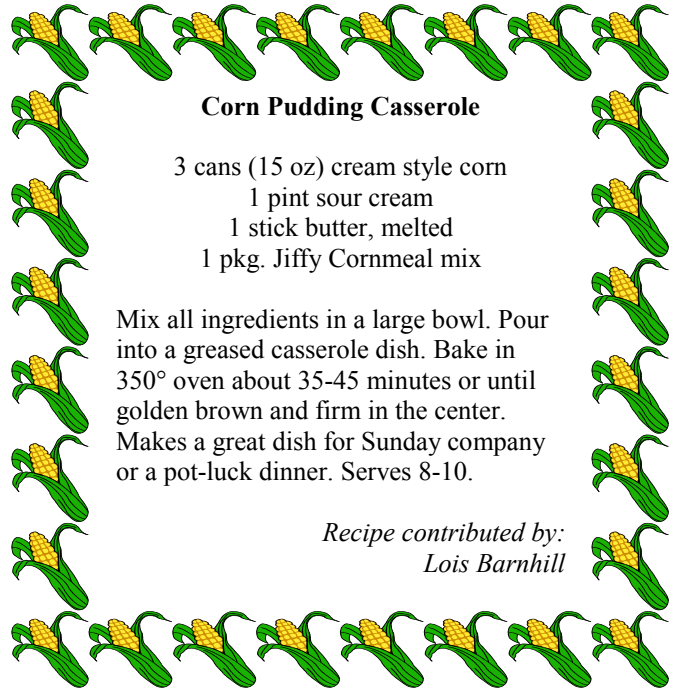 Corn Pudding Casserole
3 cans (15 oz) cream style corn
1 pint sour cream
1 stick butter, melted
1 pkg. Jiffy Cornmeal mix
Mix all ingredients in a large bowl. Pour
into a greased casserole dish. Bake in
350° oven about 35-45 minutes or until
golden brown and firm in the center.
Makes a great dish for Sunday company
or a pot-luck dinner. Serves 8-10.
Recipe contributed by:
Lois Barnhill